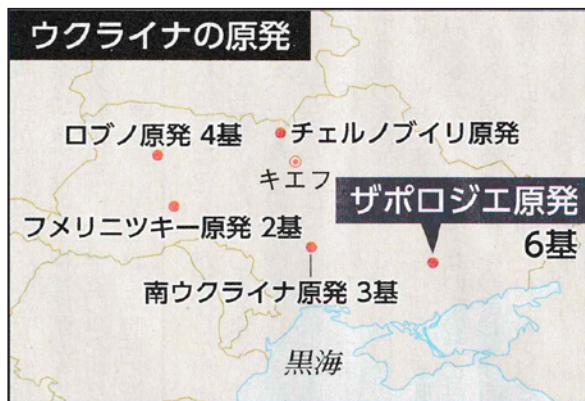 ウクライナの原発
ロブノ原発 4基
チェルノブイリ原発
キエフ
ザポロジエ原発
6基
フメリニツキー原発 2基
南ウクライナ原発 3基
黒海